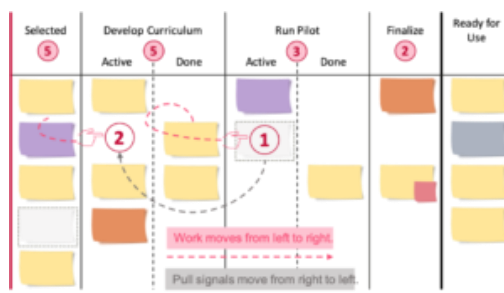 Selected
Develop Curriculum
Run Pilot
Finalize
Ready for
Use
5
5
3
2
Active
Done
Active
Done
2
1
Work moves from left to right.
Pull signals move from right to left.